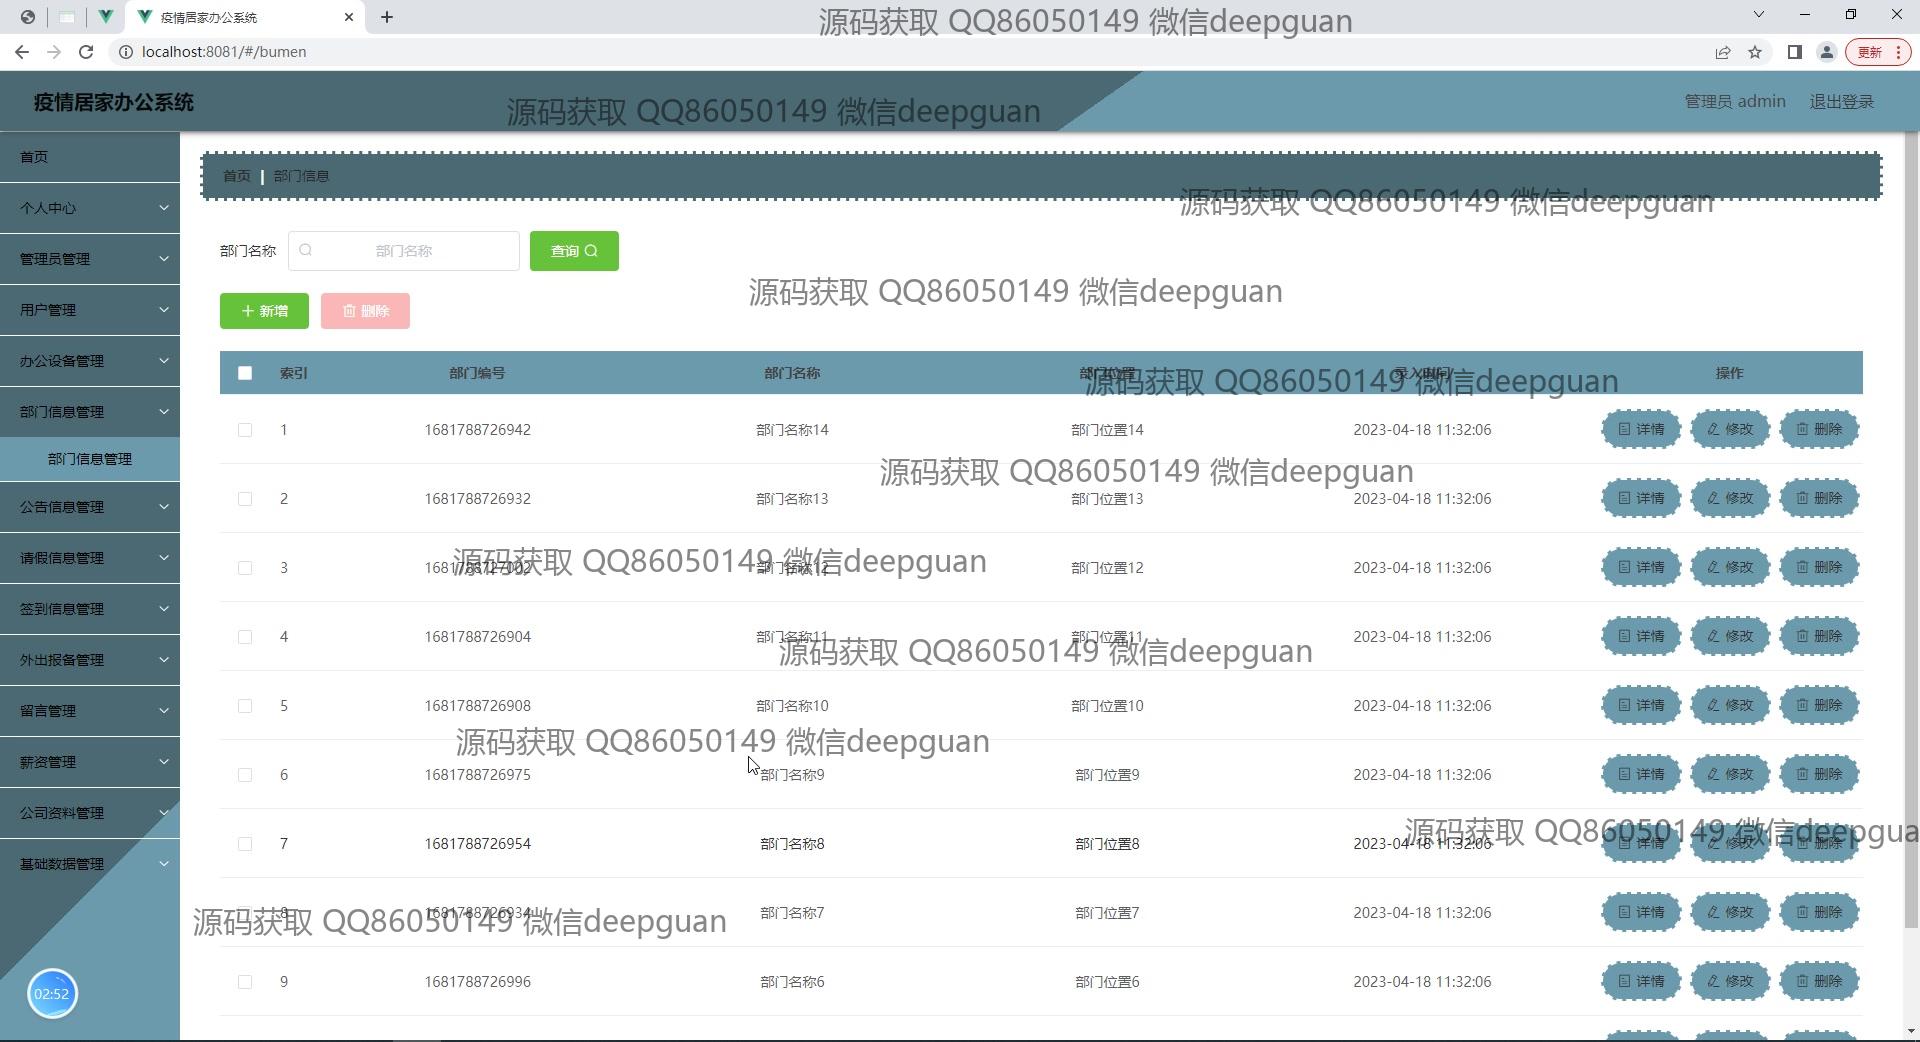 疫情居家办公系统
源码获取 QQ86050149 微信deepguan
localhost:8081/#/bumen
更新
疫情居家办公系统
源码获取 QQ86050149 微信deepguan
管理员 admin
退出登录
首页
个人中心
管理员管理
用户管理
办公设备管理
部门信息管理
部门信息管理
公告信息管理
请假信息管理
签到信息管理
外出报备管理
留言管理
薪资管理
公司资料管理
基础数据管理
02:52
首页 | 部门信息
源码获取 QQ86050149 微信deepguan
部门名称 部门名称 查询
源码获取 QQ86050149 微信deepguan
新增 删除
索引 部门编号 部门名称 部门位置 录入时间 操作
源码获取 QQ86050149 微信deepguan
1 1681788726942 部门名称14 部门位置14 2023-04-18 11:32:06 详情 修改 删除
源码获取 QQ86050149 微信deepguan
2 1681788726932 部门名称13 部门位置13 2023-04-18 11:32:06 详情 修改 删除
源码获取 QQ86050149 微信deepguan
3 1681788727002 部门名称12 部门位置12 2023-04-18 11:32:06 详情 修改 删除
4 1681788726904 部门名称11 部门位置11 2023-04-18 11:32:06 详情 修改 删除
源码获取 QQ86050149 微信deepguan
5 1681788726908 部门名称10 部门位置10 2023-04-18 11:32:06 详情 修改 删除
源码获取 QQ86050149 微信deepguan
6 1681788726975 部门名称9 部门位置9 2023-04-18 11:32:06 详情 修改 删除
源码获取 QQ86050149 微信deepgua
7 1681788726954 部门名称8 部门位置8 2023-04-18 11:32:06 详情 修改 删除
8 1681788726934 部门名称7 部门位置7 2023-04-18 11:32:06 详情 修改 删除
源码获取 QQ86050149 微信deepguan
9 1681788726996 部门名称6 部门位置6 2023-04-18 11:32:06 详情 修改 删除